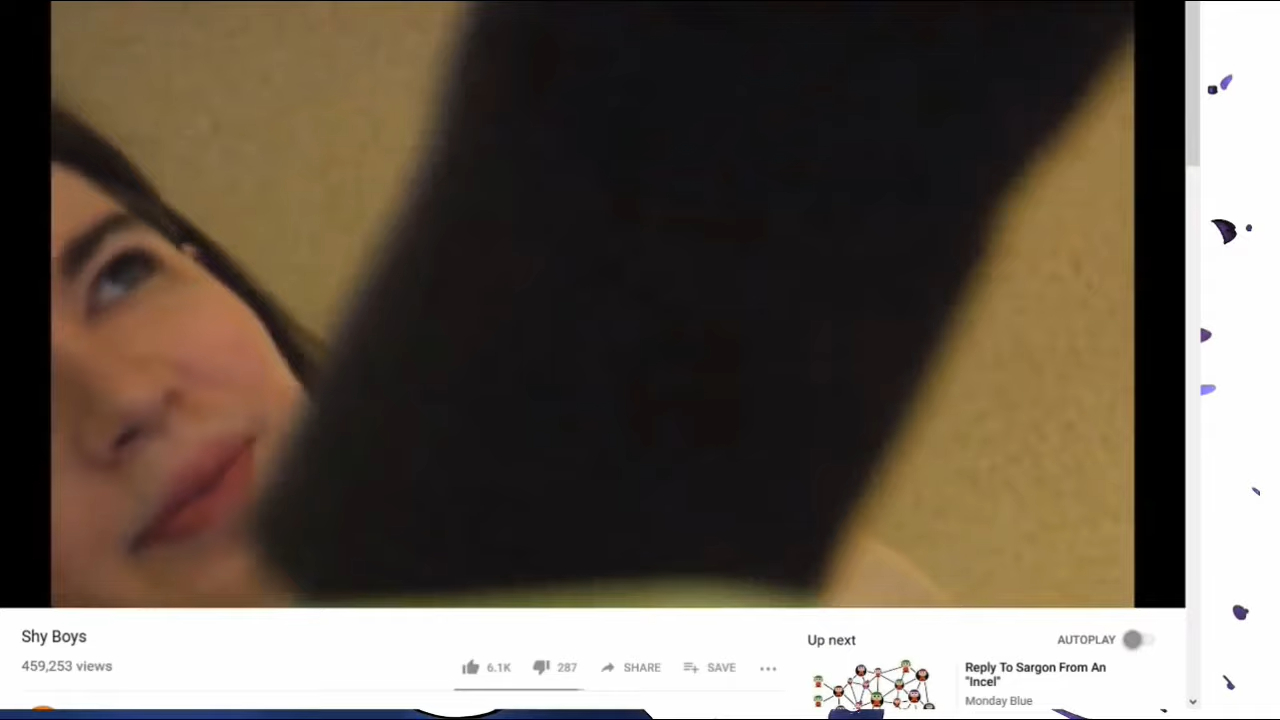 Shy Boys
459,253 views
6.1K
287
SHARE
SAVE
Up next
AUTOPLAY
Reply To Sargon From An
"Incel"
Monday Blue